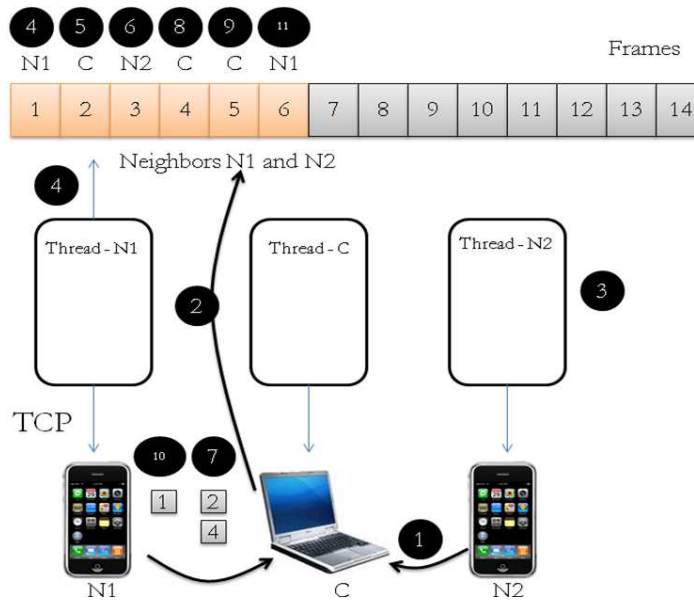 4 5 6 8 9 11
N1 C N2 C C N1
Frames
1 2 3 4 5 6 7 8 9 10 11 12 13 14
Neighbors N1 and N2
4
Thread - N1
Thread - C
Thread - N2
2
3
TCP
10 7
1 2
4
1
N1 C N2